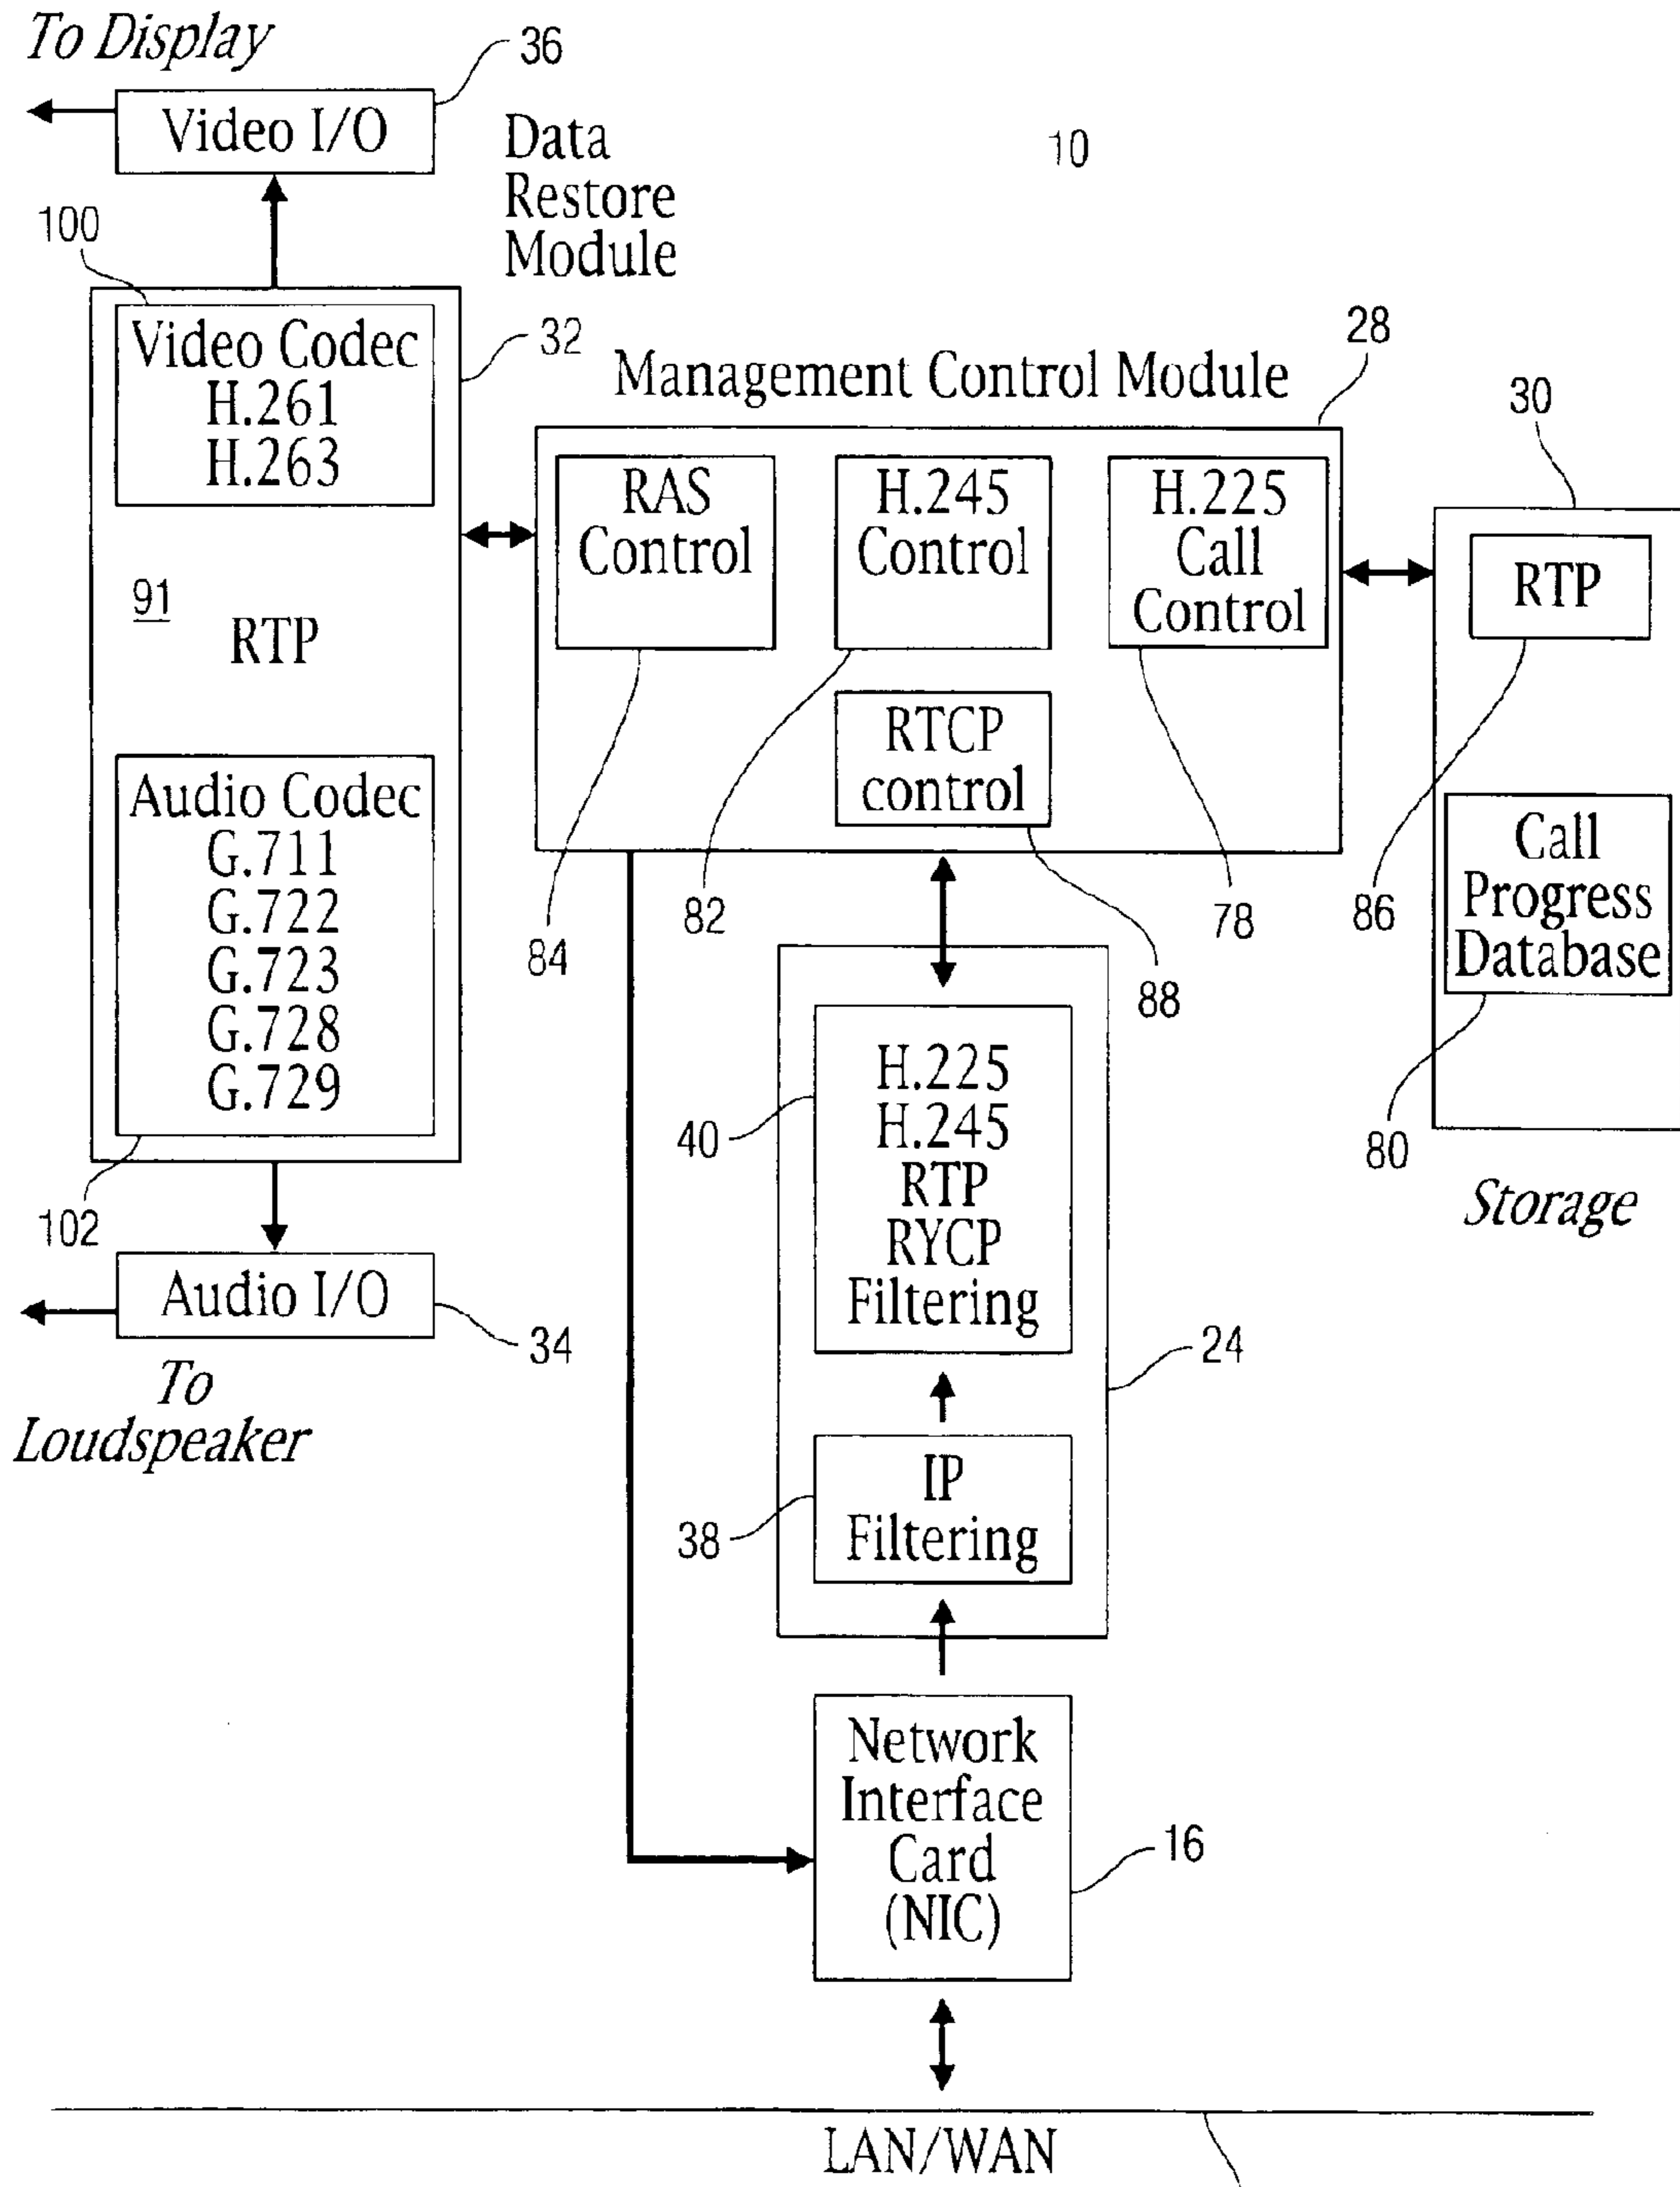 To Display
36
Video I/O
Data
Restore
Module
10
100
Video Codec
H.261
H.263
32
91
RTP
Audio Codec
G.711
G.722
G.723
G.728
G.729
102
Audio I/O
34
To
Loudspeaker
Management Control Module
28
RAS
Control
H.245
Control
H.225
Call
Control
RTCP
control
84
82
88
78
30
RTP
86
Call
Progress
Database
80
Storage
H.225
H.245
RTP
RYCP
Filtering
40
24
IP
Filtering
38
Network
Interface
Card
(NIC)
16
LAN/WAN